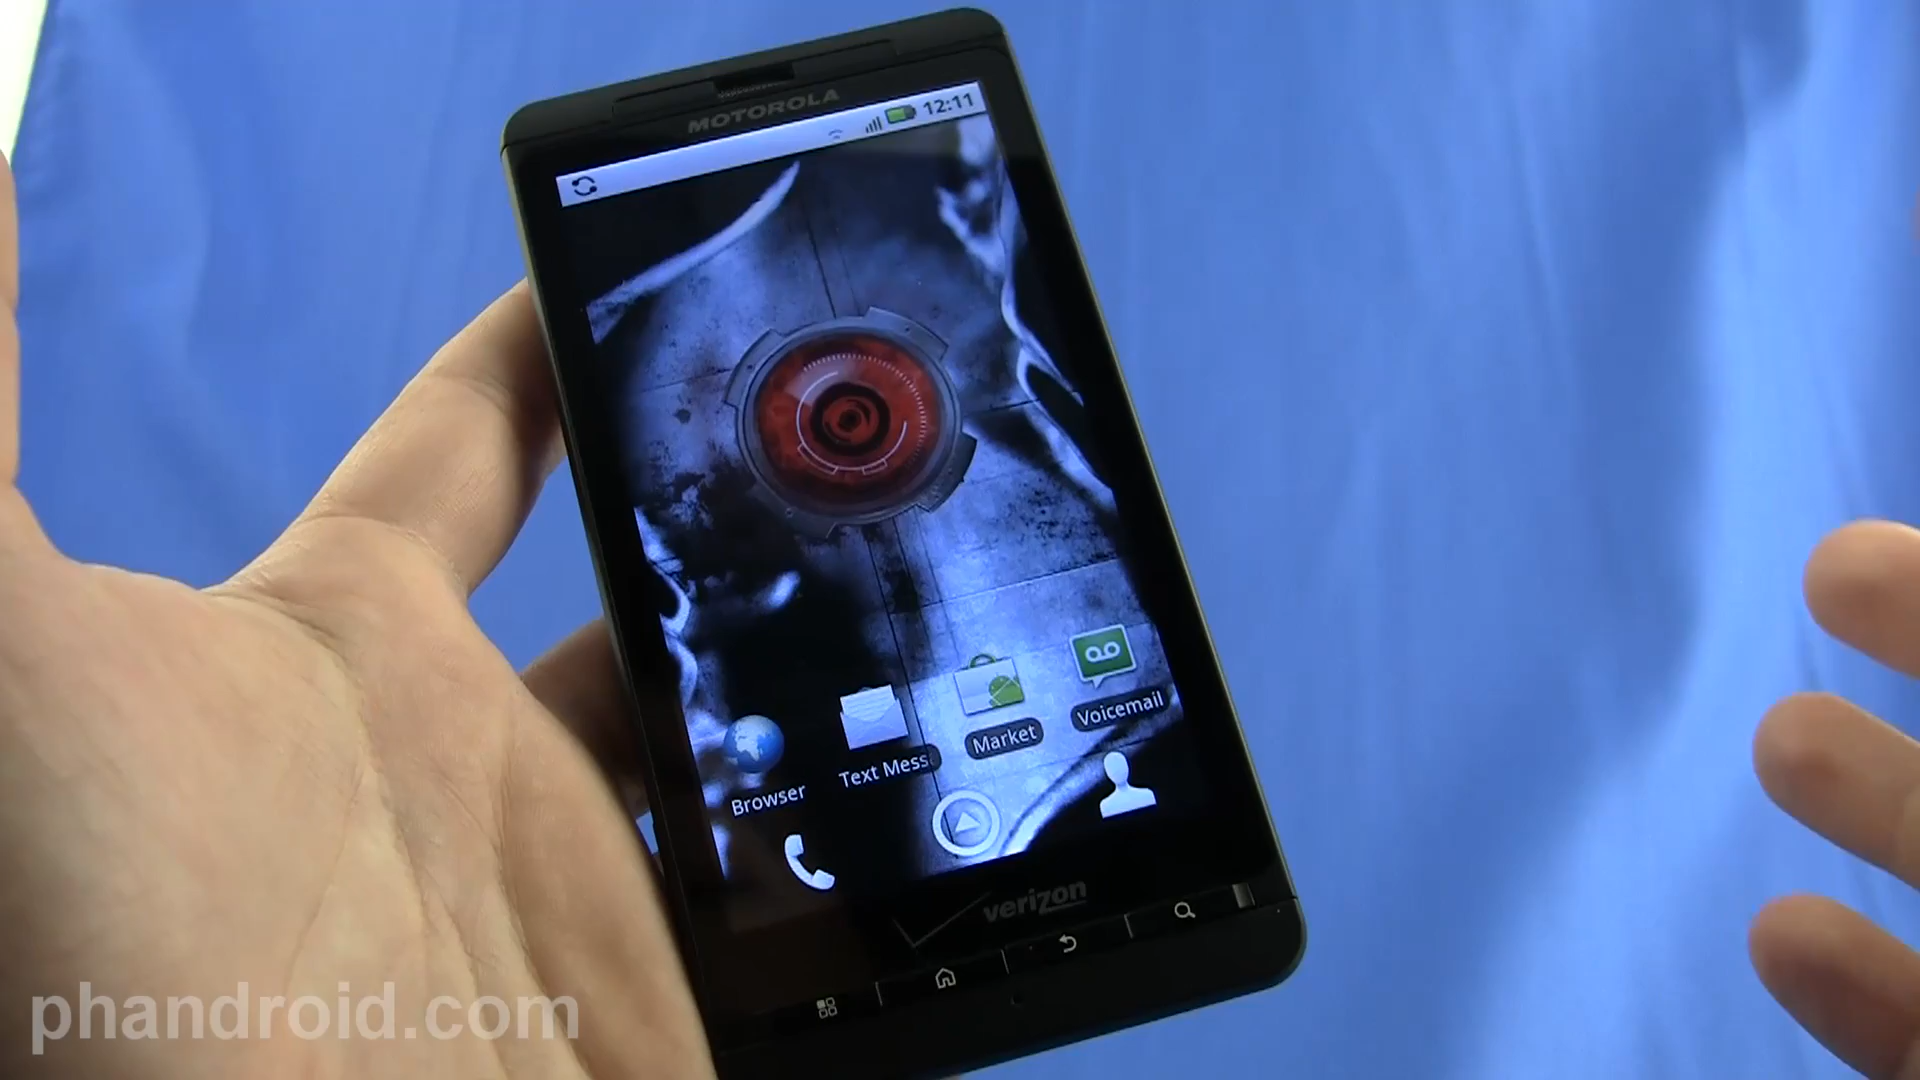 MOTOROLA
12:11
Voicemail
Market
Text Mess
Browser
verizon
phandroid.com